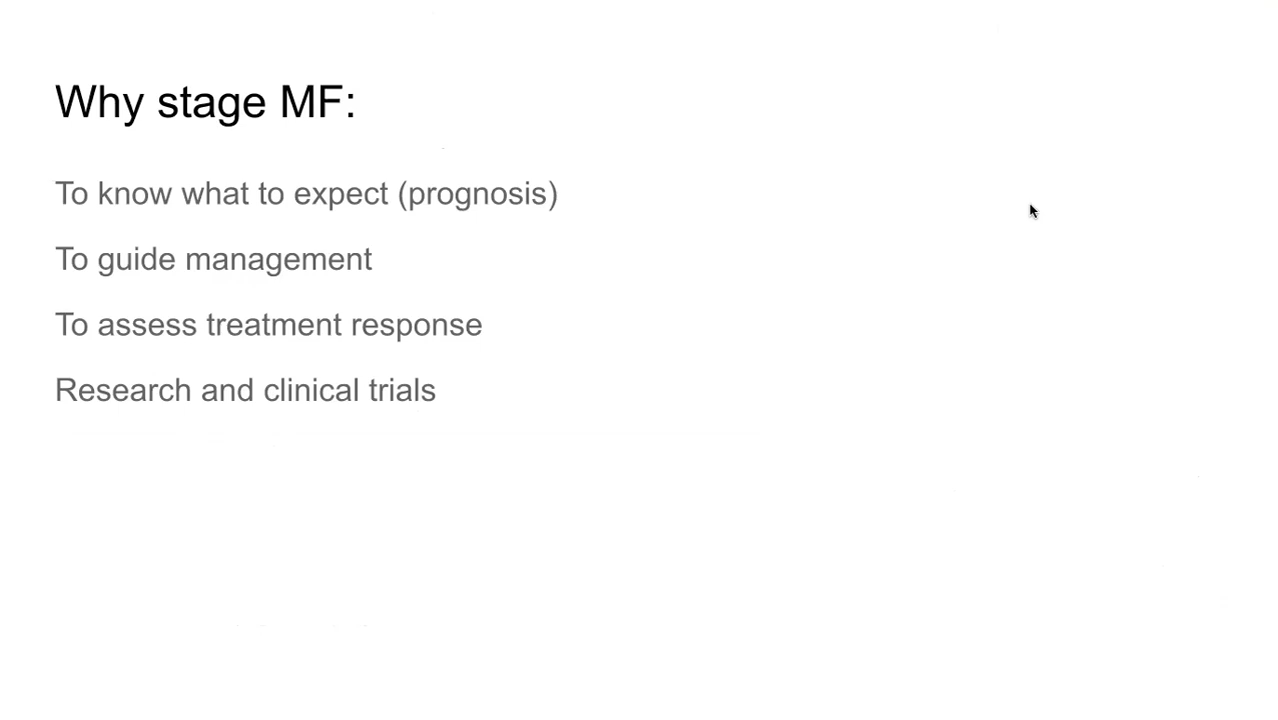 Why stage MF:
To know what to expect (prognosis)
To guide management
To assess treatment response
Research and clinical trials